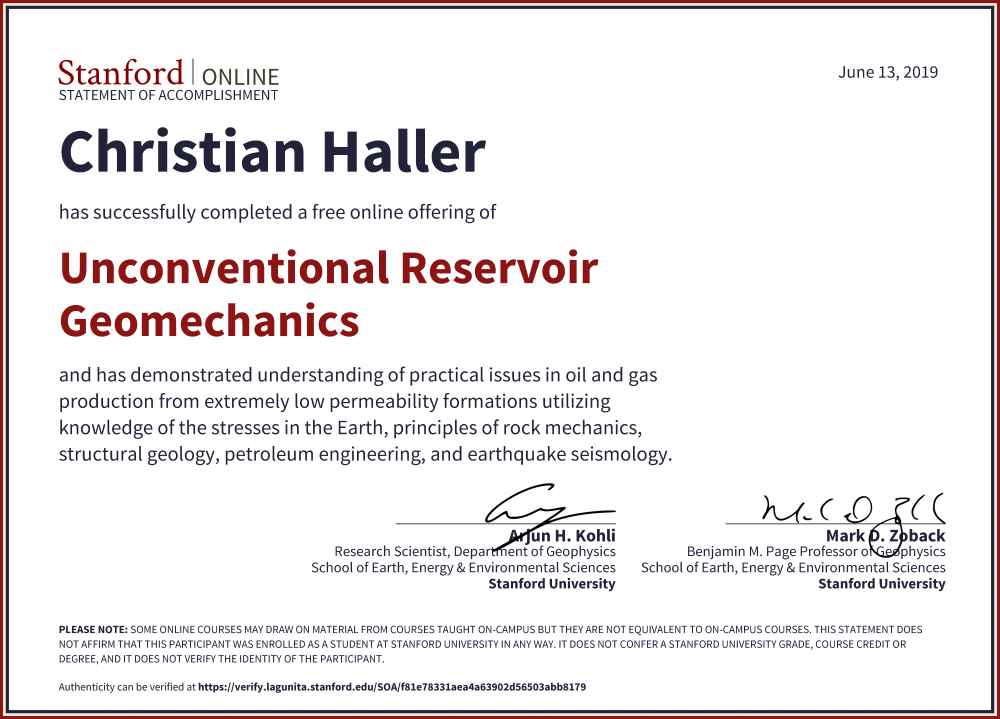 Stanford | ONLINE
June 13, 2019
STATEMENT OF ACCOMPLISHMENT
Christian Haller
has successfully completed a free online offering of
Unconventional Reservoir
Geomechanics
and has demonstrated understanding of practical issues in oil and gas
production from extremely low permeability formations utilizing
knowledge of the stresses in the Earth, principles of rock mechanics,
structural geology, petroleum engineering, and earthquake seismology.
Arjun H. Kohli
Research Scientist, Department of Geophysics
School of Earth, Energy & Environmental Sciences
Stanford University
Mark D. Zoback
Benjamin M. Page Professor of Geophysics
School of Earth, Energy & Environmental Sciences
Stanford University
PLEASE NOTE: SOME ONLINE COURSES MAY DRAW ON MATERIAL FROM COURSES TAUGHT ON-CAMPUS BUT THEY ARE NOT EQUIVALENT TO ON-CAMPUS COURSES. THIS STATEMENT DOES
NOT AFFIRM THAT THIS PARTICIPANT WAS ENROLLED AS A STUDENT AT STANFORD UNIVERSITY IN ANY WAY. IT DOES NOT CONFER A STANFORD UNIVERSITY GRADE, COURSE CREDIT OR
DEGREE, AND IT DOES NOT VERIFY THE IDENTITY OF THE PARTICIPANT.
Authenticity can be verified at https://verify.lagunita.stanford.edu/SOA/f81e78331aea4a63902d56503abb8179